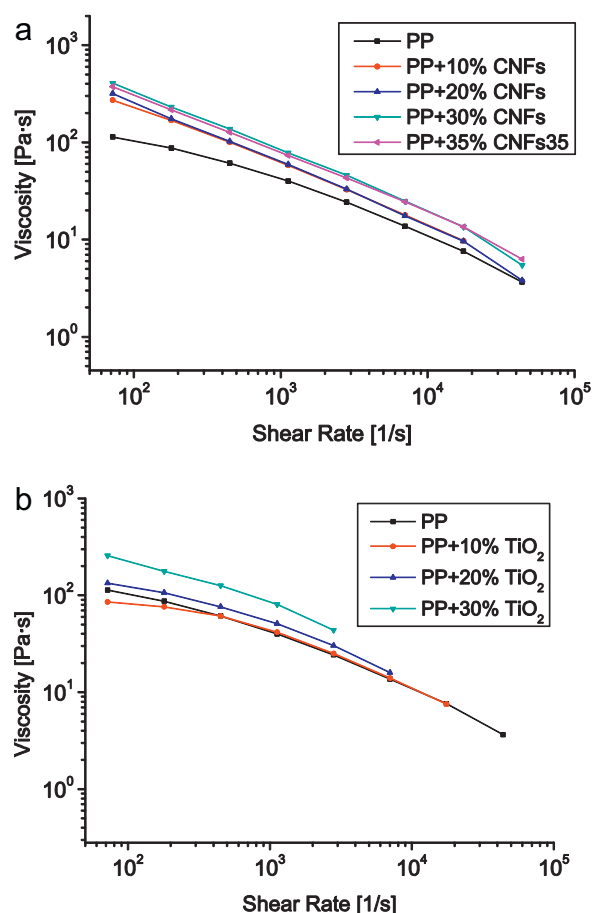 a
10³
10²
10¹
10⁰
Viscosity [Pa·s]
PP
PP+10% CNFs
PP+20% CNFs
PP+30% CNFs
PP+35% CNFs35
10² 10³ 10⁴ 10⁵
Shear Rate [1/s]
b
10³
10²
10¹
10⁰
Viscosity [Pa·s]
PP
PP+10% TiO₂
PP+20% TiO₂
PP+30% TiO₂
10² 10³ 10⁴ 10⁵
Shear Rate [1/s]